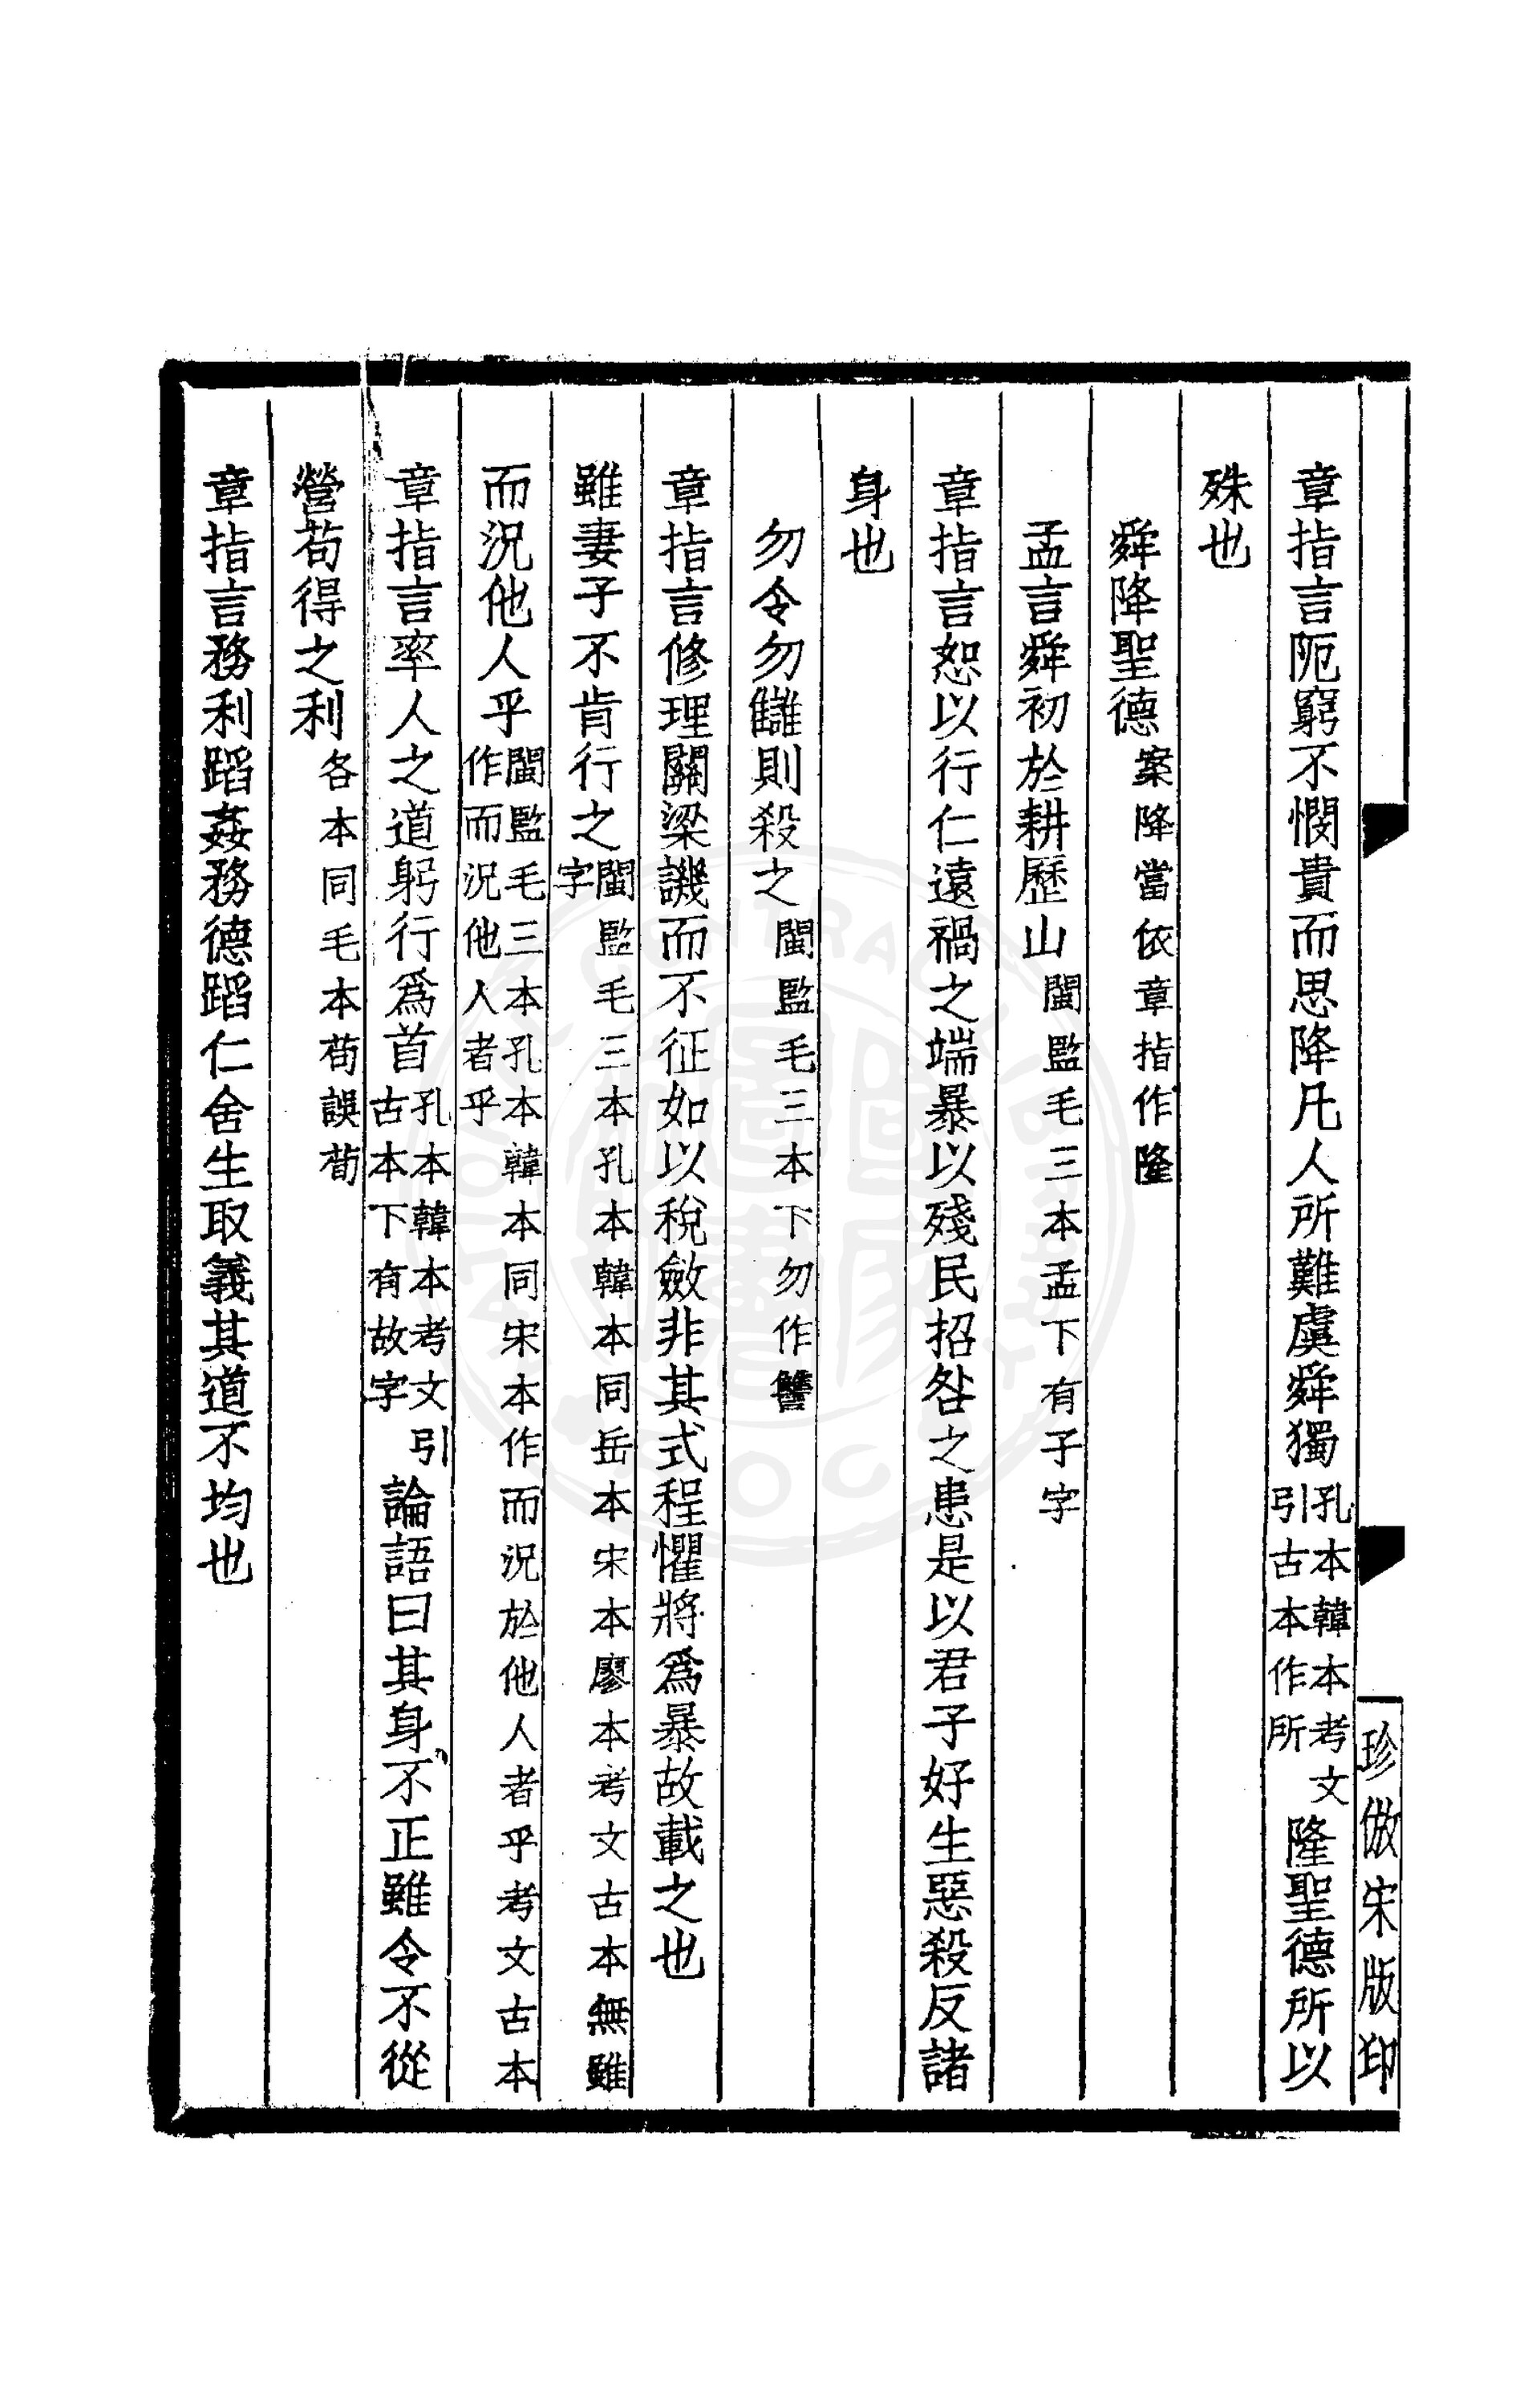 章指言阨窮不憫貴而思降凡人所難虞舜獨孔本韓本考文引古本作所隆聖德所以
殊也
舜降聖德案降當依章指作隆
孟言舜初於耕歷山閩監毛三本孟下有子字
章指言恕以行仁遠禍之端暴以殘民招咎之患是以君子好生惡殺反諸
身也
勿令勿讎則殺之閩監毛三本下勿作讐
章指言修理關梁譏而不征如以稅斂非其式程懼將爲暴故載之也
雖妻子不肯行之閩監毛三本孔本韓本同岳本宋本廖本考文古本無雖字
而況他人乎閩監毛三本孔本韓本同宋本作而況於他人者乎考文古本作而況他人者乎
章指言率人之道躬行爲首孔本韓本考文引古本下有故字論語曰其身不正雖令不從
營苟得之利各本同毛本苟誤荀
章指言務利蹈姦務德蹈仁舍生取義其道不均也
珍倣宋版印